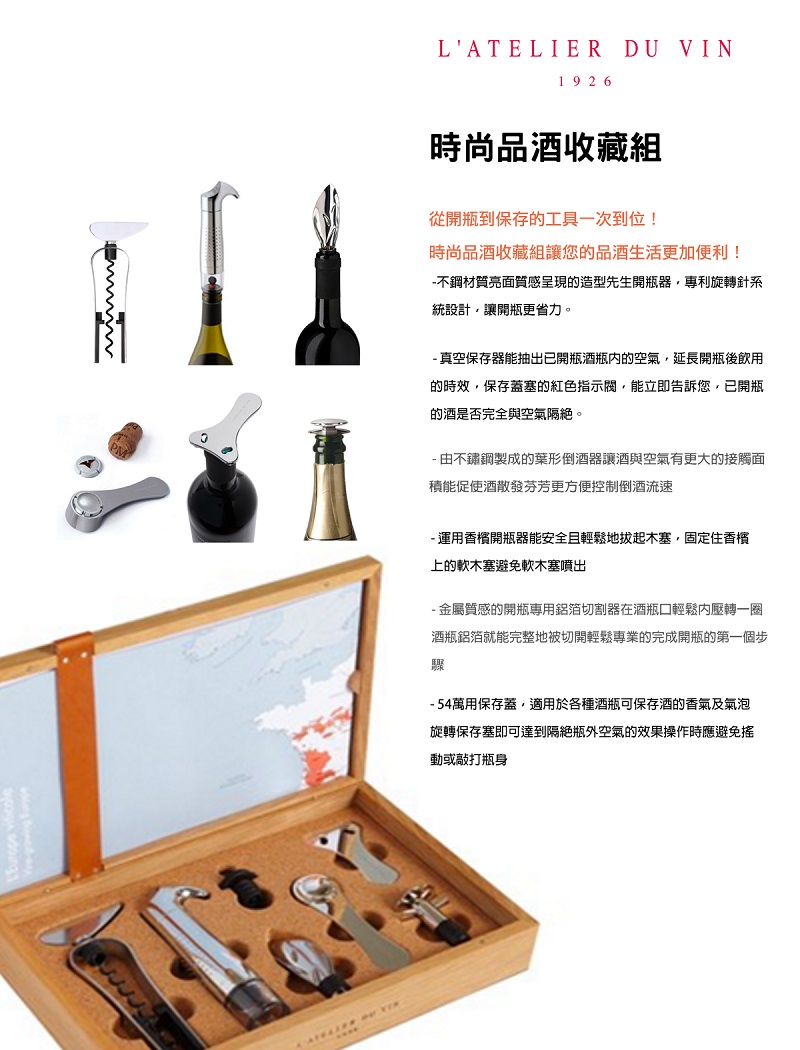 L'ATELIER DU VIN
1926
時尚品酒收藏組
從開瓶到保存的工具一次到位！
時尚品酒收藏組讓您的品酒生活更加便利！
-不鋼材質亮面質感呈現的造型先生開瓶器，專利旋轉針系
統設計，讓開瓶更省力。
- 真空保存器能抽出已開瓶酒瓶內的空氣，延長開瓶後飲用
的時效，保存蓋塞的紅色指示閥，能立即告訴您，已開瓶
的酒是否完全與空氣隔絕。
- 由不鏽鋼製成的葉形倒酒器讓酒與空氣有更大的接觸面
積能促使酒散發芬芳更方便控制倒酒流速
- 運用香檳開瓶器能安全且輕鬆地拔起木塞，固定住香檳
上的軟木塞避免軟木塞噴出
- 金屬質感的開瓶專用鋁箔切割器在酒瓶口輕鬆內壓轉一圈
酒瓶鋁箔就能完整地被切開輕鬆專業的完成開瓶的第一個步
驟
- 54萬用保存蓋，適用於各種酒瓶可保存酒的香氣及氣泡
旋轉保存塞即可達到隔絕瓶外空氣的效果操作時應避免搖
動或敲打瓶身
L'Europe viticole
Wine-growing Europe
L'ATELIER DU VIN